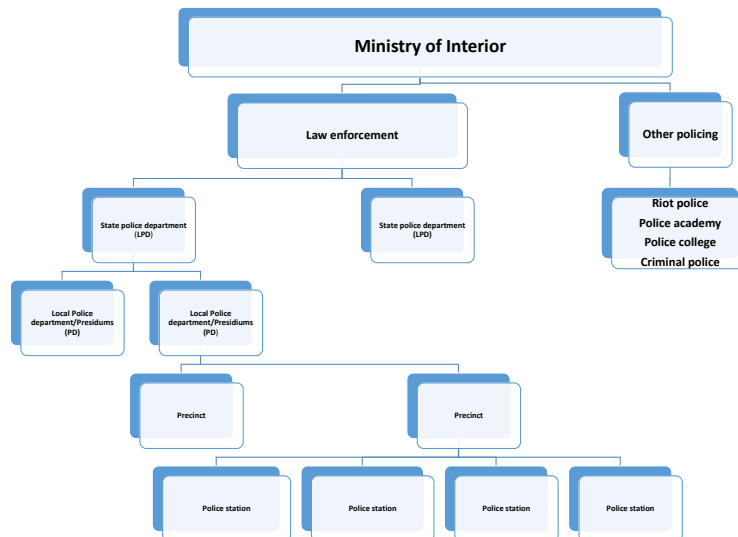 Ministry of Interior
Law enforcement
Other policing
State police department
(LPD)
State police department
(LPD)
Riot police
Police academy
Police college
Criminal police
Local Police
department/Presidums
(PD)
Local Police
department/Presidiums
(PD)
Precinct
Precinct
Police station
Police station
Police station
Police station